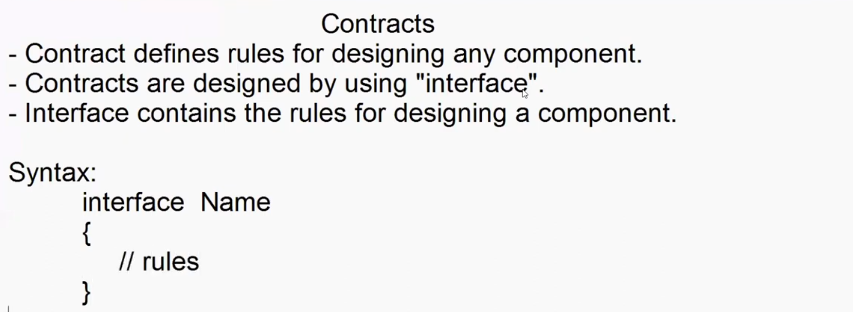 Contracts
- Contract defines rules for designing any component.
- Contracts are designed by using "interface".
- Interface contains the rules for designing a component.
Syntax:
interface Name
{
// rules
}